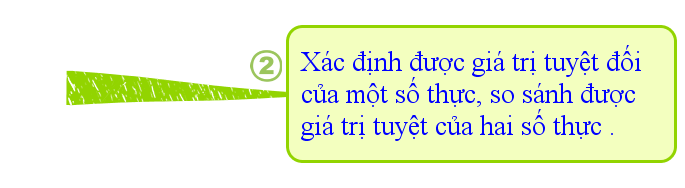 2
Xác định được giá trị tuyệt đối
của một số thực, so sánh được
giá trị tuyệt của hai số thực .